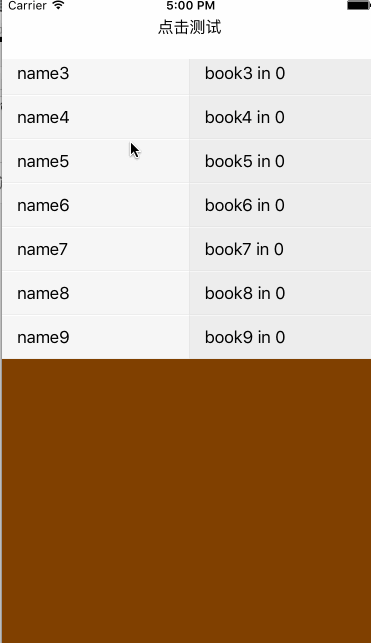 Carrier 5:00 PM
点击测试
name3 book3 in 0
name4 book4 in 0
name5 book5 in 0
name6 book6 in 0
name7 book7 in 0
name8 book8 in 0
name9 book9 in 0